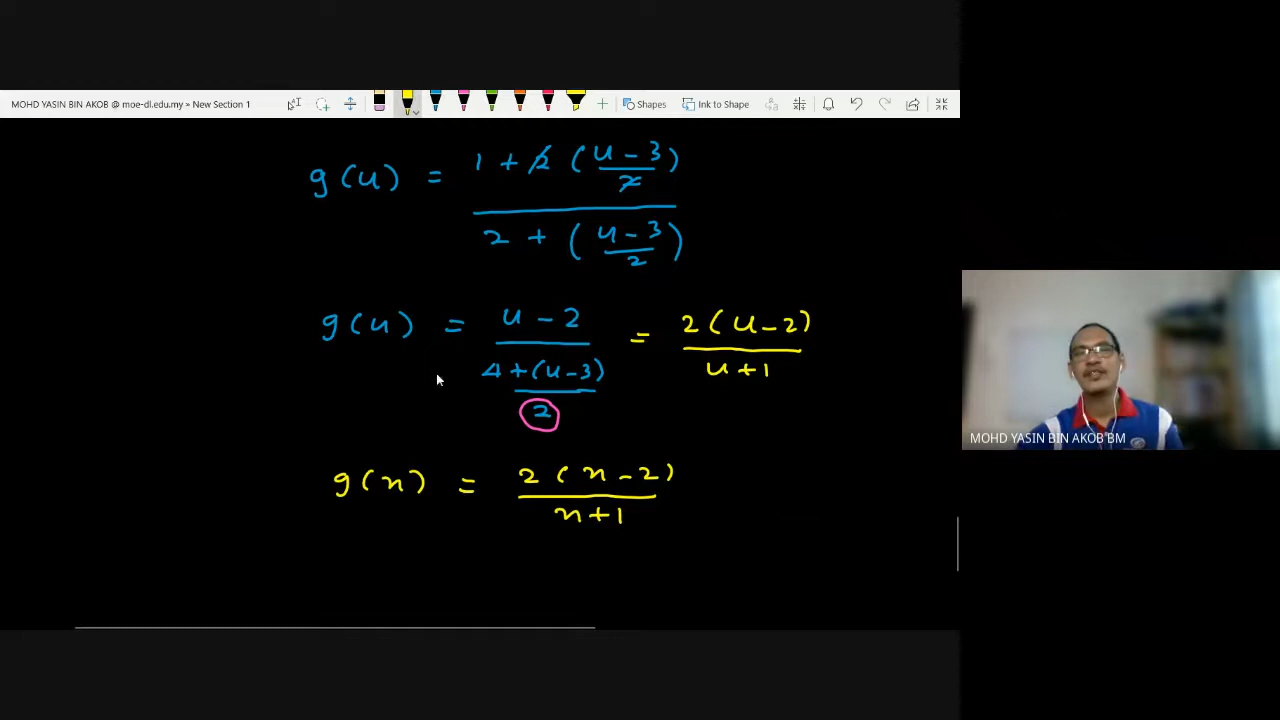 MOHD YASIN BIN AKOB @ moe-dl.edu.my » New Section 1
Shapes
Ink to Shape
g(u) = (1 + 2((u-3)/2)) / (2 + ((u-3)/2))
g(u) = (u-2) / ((4+(u-3))/2) = 2(u-2) / (u+1)
g(x) = 2(x-2) / (x+1)
MOHD YASIN BIN AKOB BM